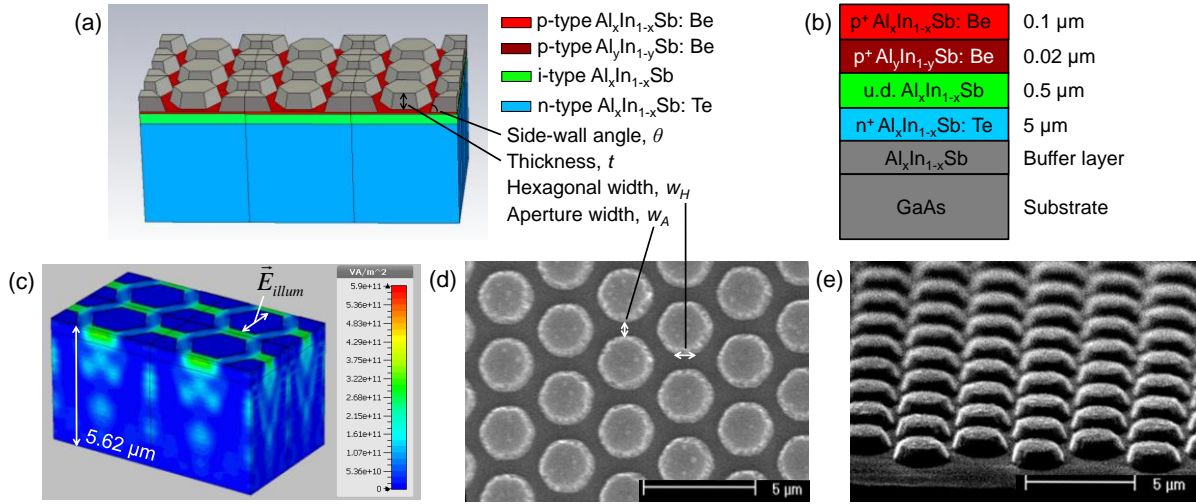 (a)
p-type AlxIn1-xSb: Be
p-type AlyIn1-ySb: Be
i-type AlxIn1-xSb
n-type AlxIn1-xSb: Te
Side-wall angle, θ
Thickness, t
Hexagonal width, wH
Aperture width, wA
(b)
p+ AlxIn1-xSb: Be 0.1 µm
p+ AlyIn1-ySb: Be 0.02 µm
u.d. AlxIn1-xSb 0.5 µm
n+ AlxIn1-xSb: Te 5 µm
AlxIn1-xSb Buffer layer
GaAs Substrate
(c)
E⃗illum
5.62 µm
VA/m^2
5.9e+11
5.36e+11
4.83e+11
4.29e+11
3.75e+11
3.22e+11
2.68e+11
2.15e+11
1.61e+11
1.07e+11
5.36e+10
0
(d)
5 µm
(e)
5 µm